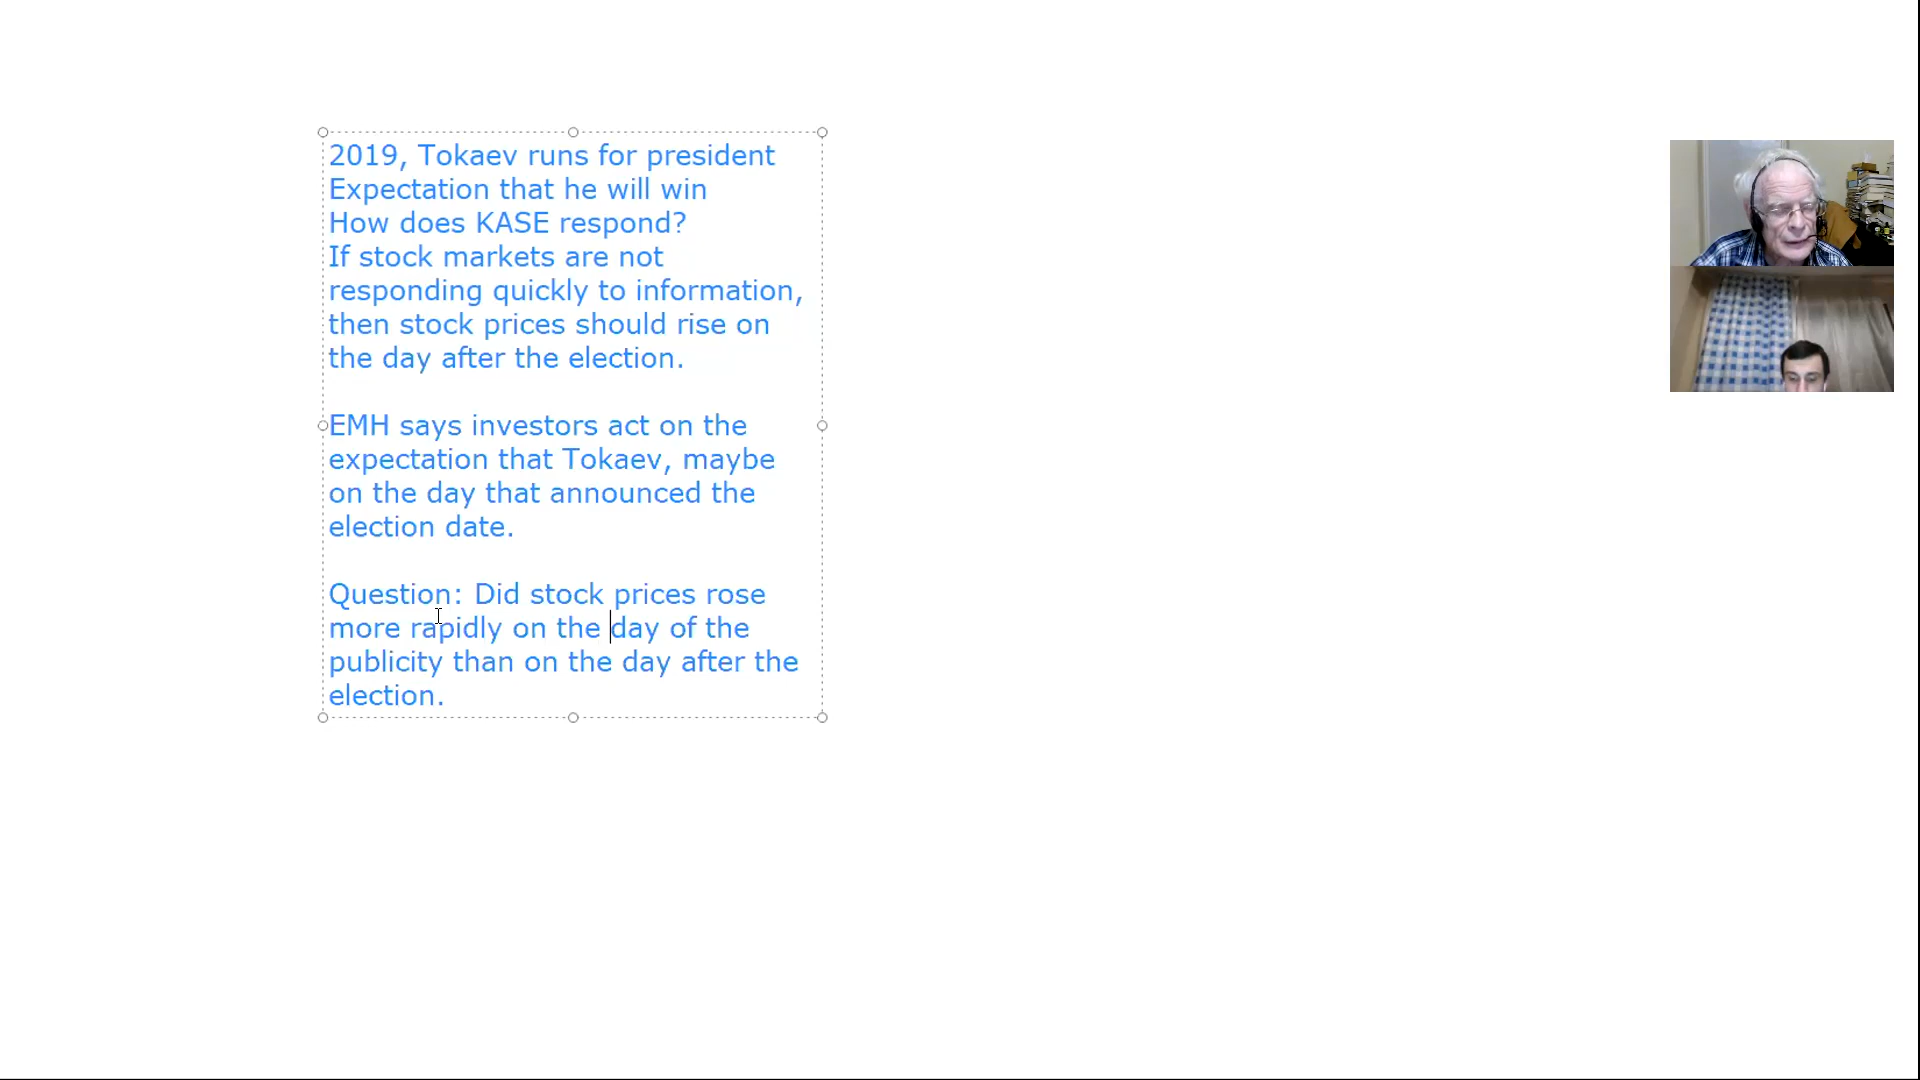 2019, Tokaev runs for president
Expectation that he will win
How does KASE respond?
If stock markets are not
responding quickly to information,
then stock prices should rise on
the day after the election.
EMH says investors act on the
expectation that Tokaev, maybe
on the day that announced the
election date.
Question: Did stock prices rose
more rapidly on the day of the
publicity than on the day after the
election.